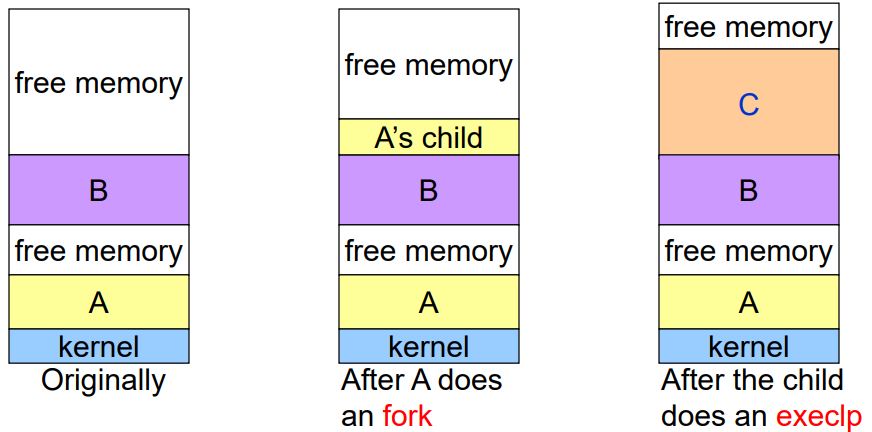 free memory
B
free memory
A
kernel
Originally
free memory
A's child
B
free memory
A
kernel
After A does
an fork
free memory
C
B
free memory
A
kernel
After the child
does an execlp